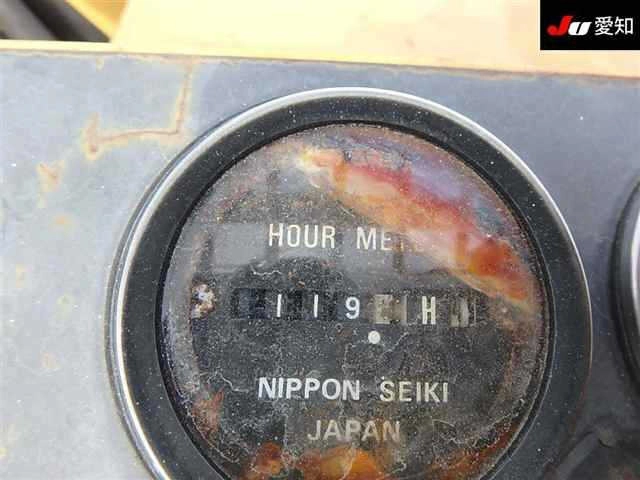 JU 愛知
HOUR ME
119 H
NIPPON SEIKI
JAPAN